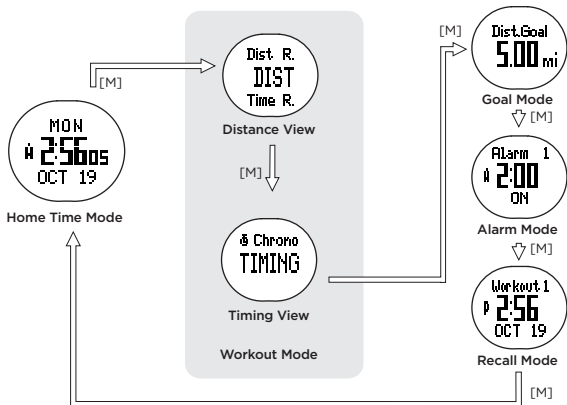 MON
A 2:56 05
OCT 19
Home Time Mode
[M]
Dist R.
DIST
Time R.
Distance View
[M]
Chrono
TIMING
Timing View
Workout Mode
[M]
Dist.Goal
5.00 mi
Goal Mode
[M]
Alarm 1
A 2:00
ON
Alarm Mode
[M]
Workout 1
P 2:56
OCT 19
Recall Mode
[M]